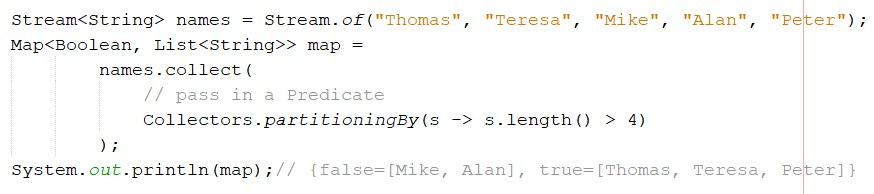 Stream<String> names = Stream.of("Thomas", "Teresa", "Mike", "Alan", "Peter");
Map<Boolean, List<String>> map =
names.collect(
// pass in a Predicate
Collectors.partitioningBy(s -> s.length() > 4)
);
System.out.println(map);// {false=[Mike, Alan], true=[Thomas, Teresa, Peter]}